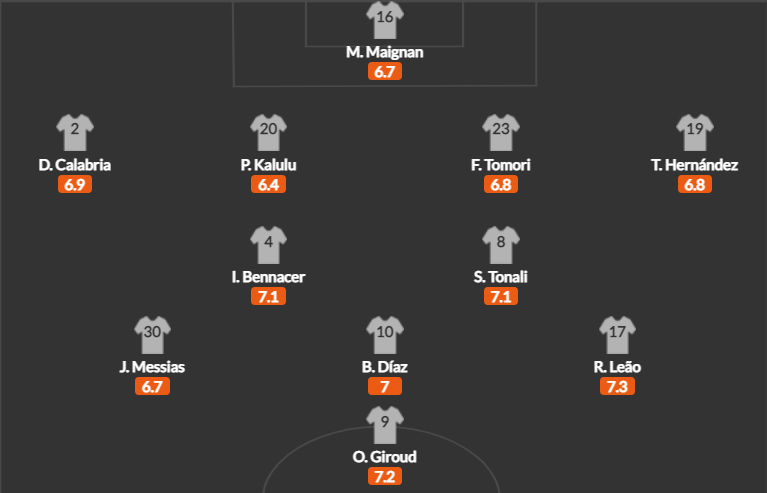 16
M. Maignan
6.7
2 20 23 19
D. Calabria P. Kalulu F. Tomori T. Hernández
6.9 6.4 6.8 6.8
4 8
I. Bennacer S. Tonali
7.1 7.1
30 10 17
J. Messias B. Díaz R. Leão
6.7 7 7.3
9
O. Giroud
7.2